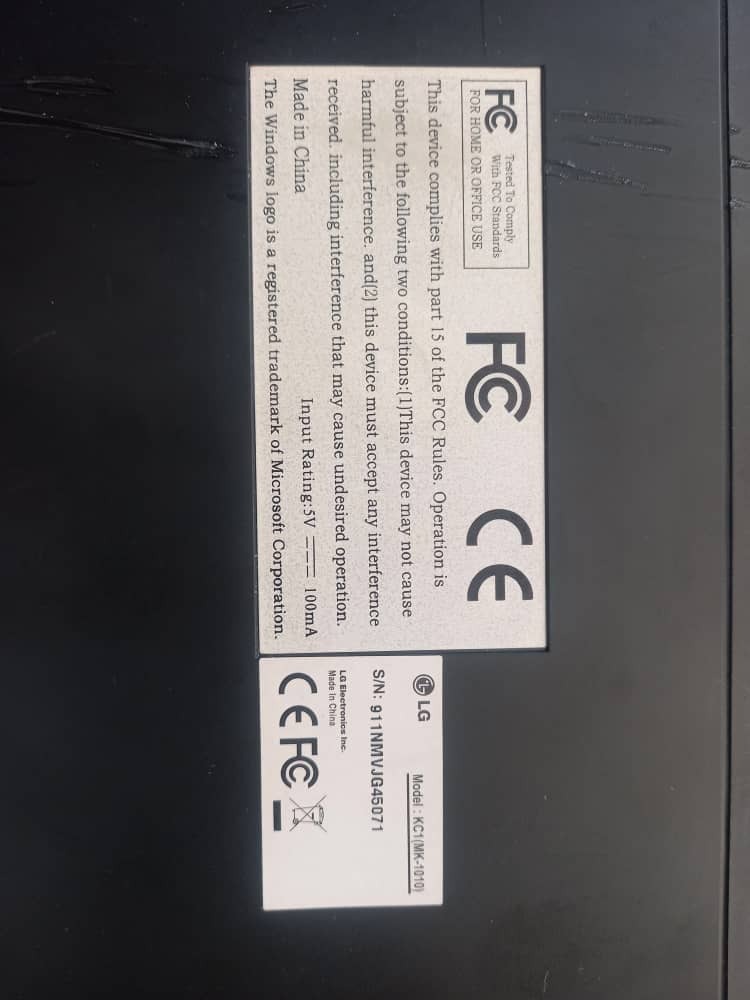 FC Tested To Comply
With FCC Standards
FOR HOME OR OFFICE USE
FC CE
This device complies with part 15 of the FCC Rules. Operation is
subject to the following two conditions:(1)This device may not cause
harmful interference. and(2) this device must accept any interference
received. including interference that may cause undesired operation.
Made in China Input Rating:5V ⎓ 100mA
The Windows logo is a registered trademark of Microsoft Corporation.
LG
Model : KC1(MK-1010)
S/N: 911NMVJG45071
LG Electronics Inc.
Made In China
CE FC